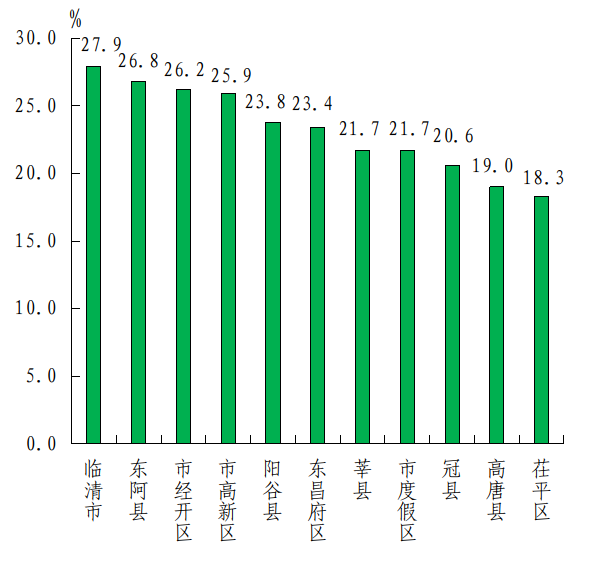 %
30.0
25.0
20.0
15.0
10.0
5.0
0.0
27.9
26.8
26.2
25.9
23.8
23.4
21.7
21.7
20.6
19.0
18.3
临清市
东阿县
市经开区
市高新区
阳谷县
东昌府区
莘县
市度假区
冠县
高唐县
茌平区